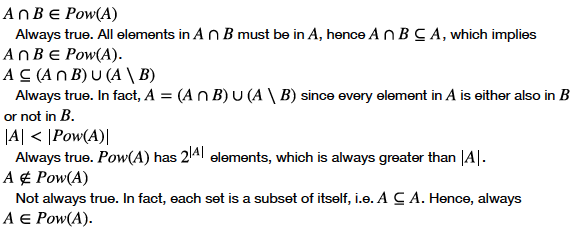 A ∩ B ∈ Pow(A)
Always true. All elements in A ∩ B must be in A, hence A ∩ B ⊆ A, which implies
A ∩ B ∈ Pow(A).
A ⊆ (A ∩ B) ∪ (A \ B)
Always true. In fact, A = (A ∩ B) ∪ (A \ B) since every element in A is either also in B
or not in B.
|A| < |Pow(A)|
Always true. Pow(A) has 2^|A| elements, which is always greater than |A|.
A ∉ Pow(A)
Not always true. In fact, each set is a subset of itself, i.e. A ⊆ A. Hence, always
A ∈ Pow(A).